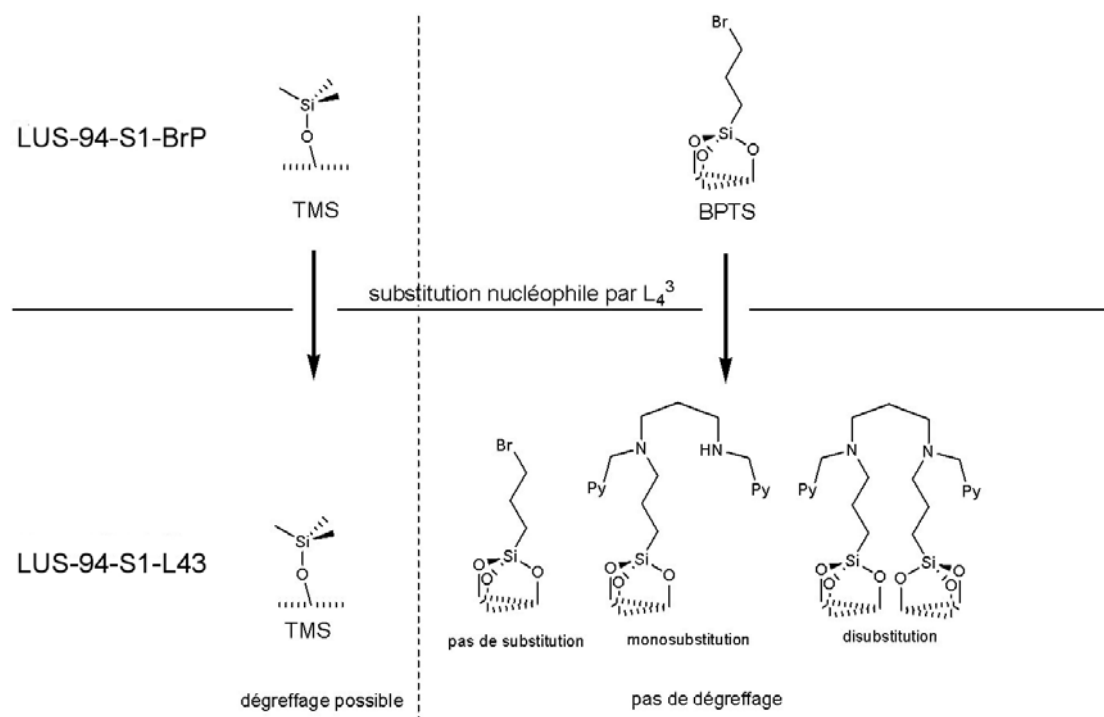 LUS-94-S1-BrP
Si
O
TMS
Br
Si
O
O
O
BPTS
substitution nucléophile par L₄³
LUS-94-S1-L43
Si
O
TMS
Br
Si
O
O
O
pas de substitution
N
HN
Py
Py
Si
O
O
O
monosubstitution
N
N
Py
Py
Si
O
O
O
Si
O
O
O
disubstitution
dégreffage possible
pas de dégreffage